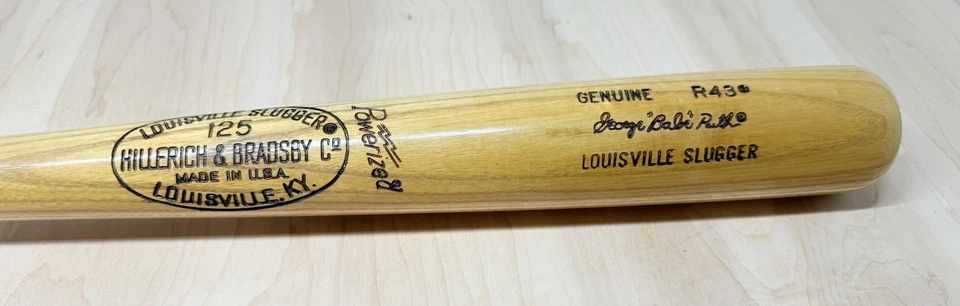 LOUISVILLE SLUGGER®
125
HILLERICH & BRADSBY Cº
MADE IN U.S.A.
LOUISVILLE, KY.
Powerized
GENUINE R43
George "Babe" Ruth
LOUISVILLE SLUGGER